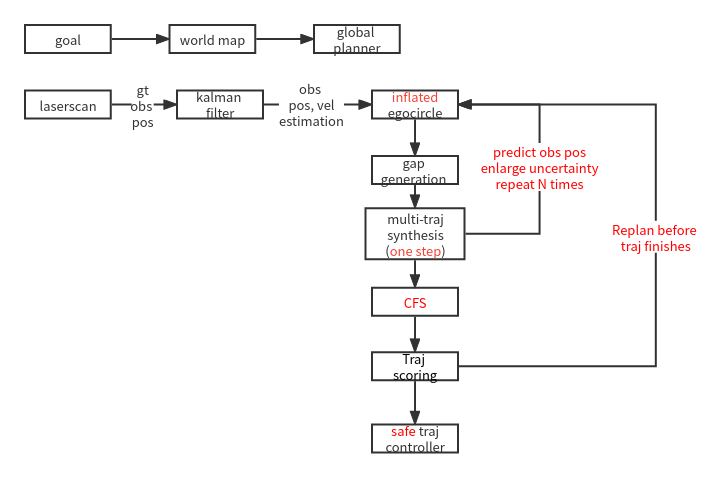 goal
world map
global
planner
laserscan
gt
obs
pos
kalman
filter
obs
pos, vel
estimation
inflated
egocircle
gap
generation
predict obs pos
enlarge uncertainty
repeat N times
multi-traj
synthesis
(one step)
Replan before
traj finishes
CFS
Traj
scoring
safe traj
controller